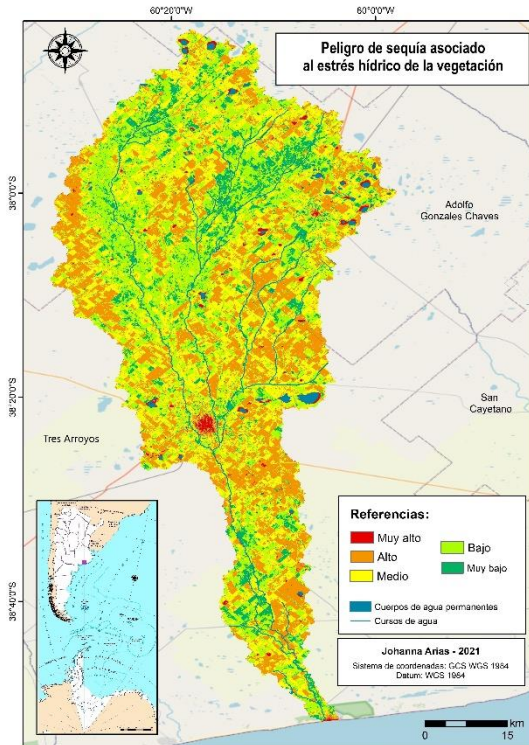 60°20'0"W
60°0'0"W
Peligro de sequía asociado
al estrés hídrico de la vegetación
38°0'0"S
Adolfo
Gonzales Chaves
38°20'0"S
San
Cayetano
Tres Arroyos
Referencias:
Muy alto
Alto
Medio
Bajo
Muy bajo
Cuerpos de agua permanentes
Cursos de agua
38°40'0"S
Johanna Arias - 2021
Sistema de coordenadas: GCS WGS 1984
Datum: WGS 1984
km
0
15